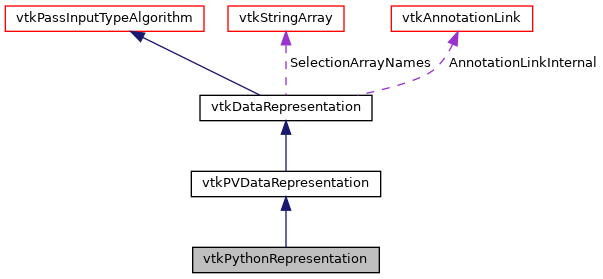 vtkPassInputTypeAlgorithm
vtkStringArray
vtkAnnotationLink
SelectionArrayNames
AnnotationLinkInternal
vtkDataRepresentation
vtkPVDataRepresentation
vtkPythonRepresentation